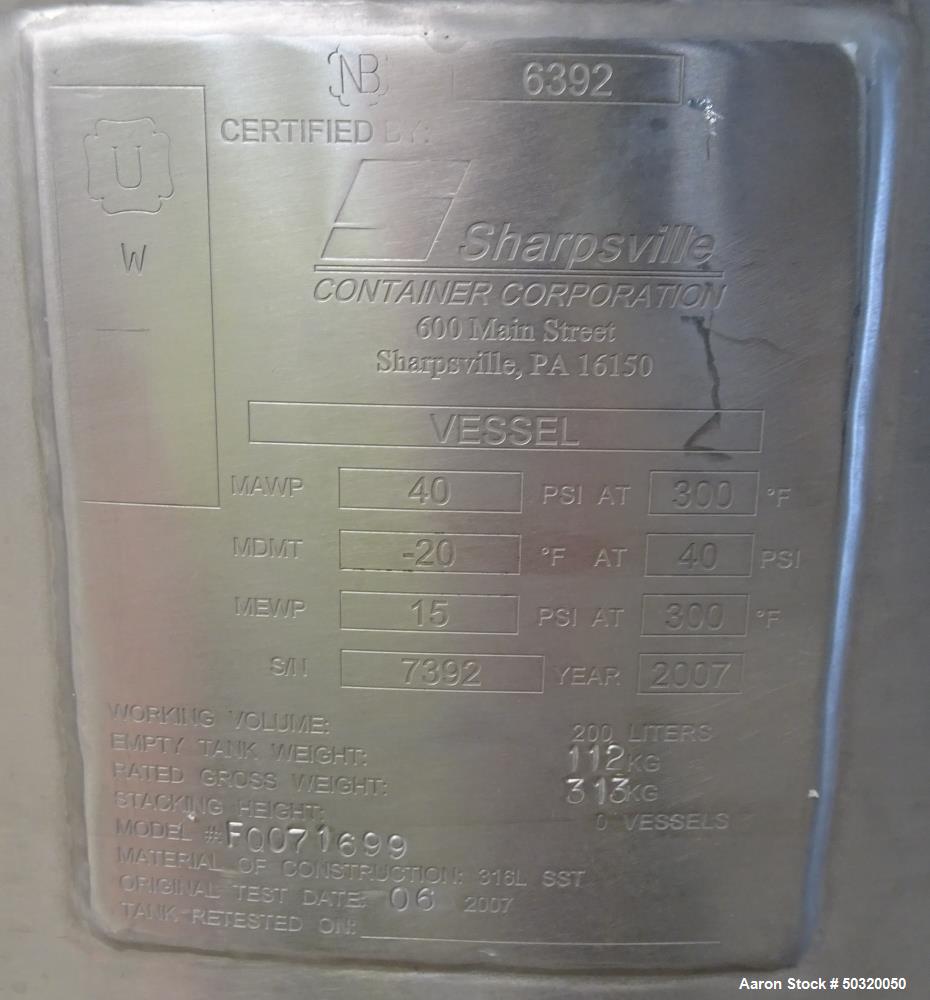 NB 6392
U
CERTIFIED BY:
W
Sharpsville
CONTAINER CORPORATION
600 Main Street
Sharpsville, PA 16150
VESSEL
MAWP 40 PSI AT 300 °F
MDMT -20 °F AT 40 PSI
MEWP 15 PSI AT 300 °F
S/N 7392 YEAR 2007
WORKING VOLUME: 200 LITERS
EMPTY TANK WEIGHT: 112KG
RATED GROSS WEIGHT: 313KG
STACKING HEIGHT: 0 VESSELS
MODEL #: FQ071699
MATERIAL OF CONSTRUCTION: 316L SST
ORIGINAL TEST DATE: 06 2007
TANK RETESTED ON:
Aaron Stock # 50320050